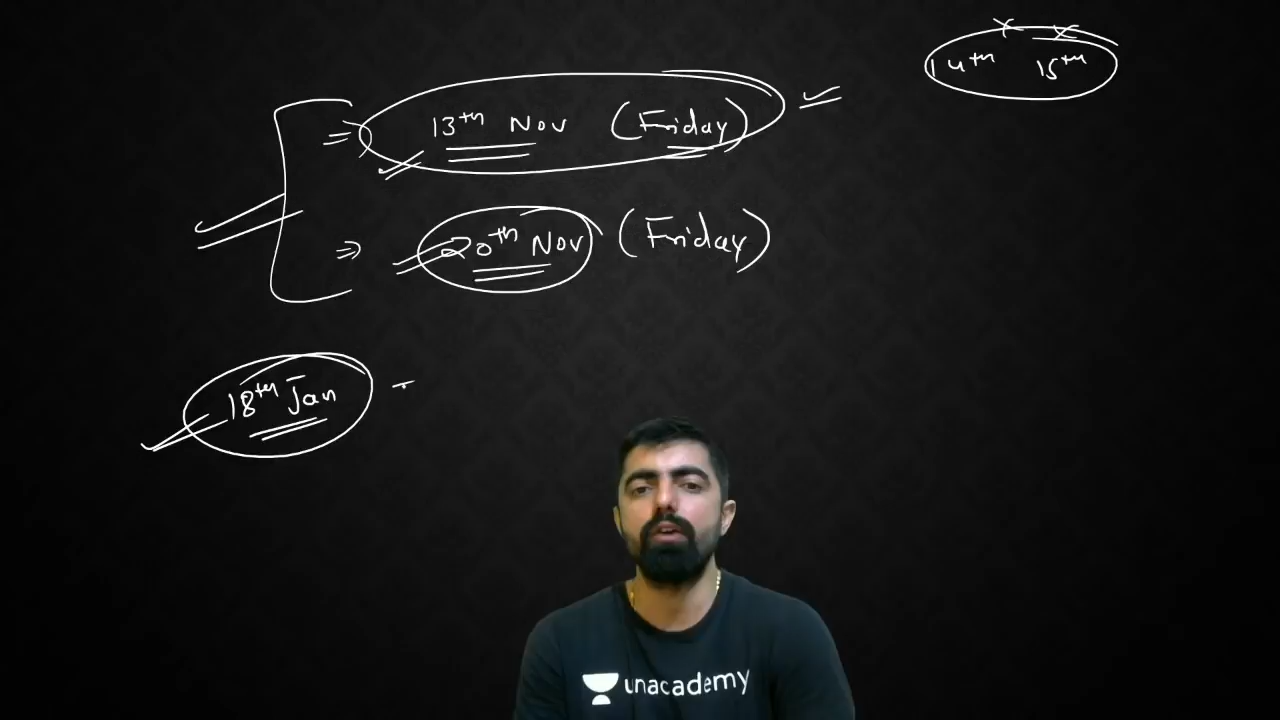 14th 15th
⇒ 13th Nov (Friday)
⇒ 20th Nov (Friday)
18th Jan -
unacademy